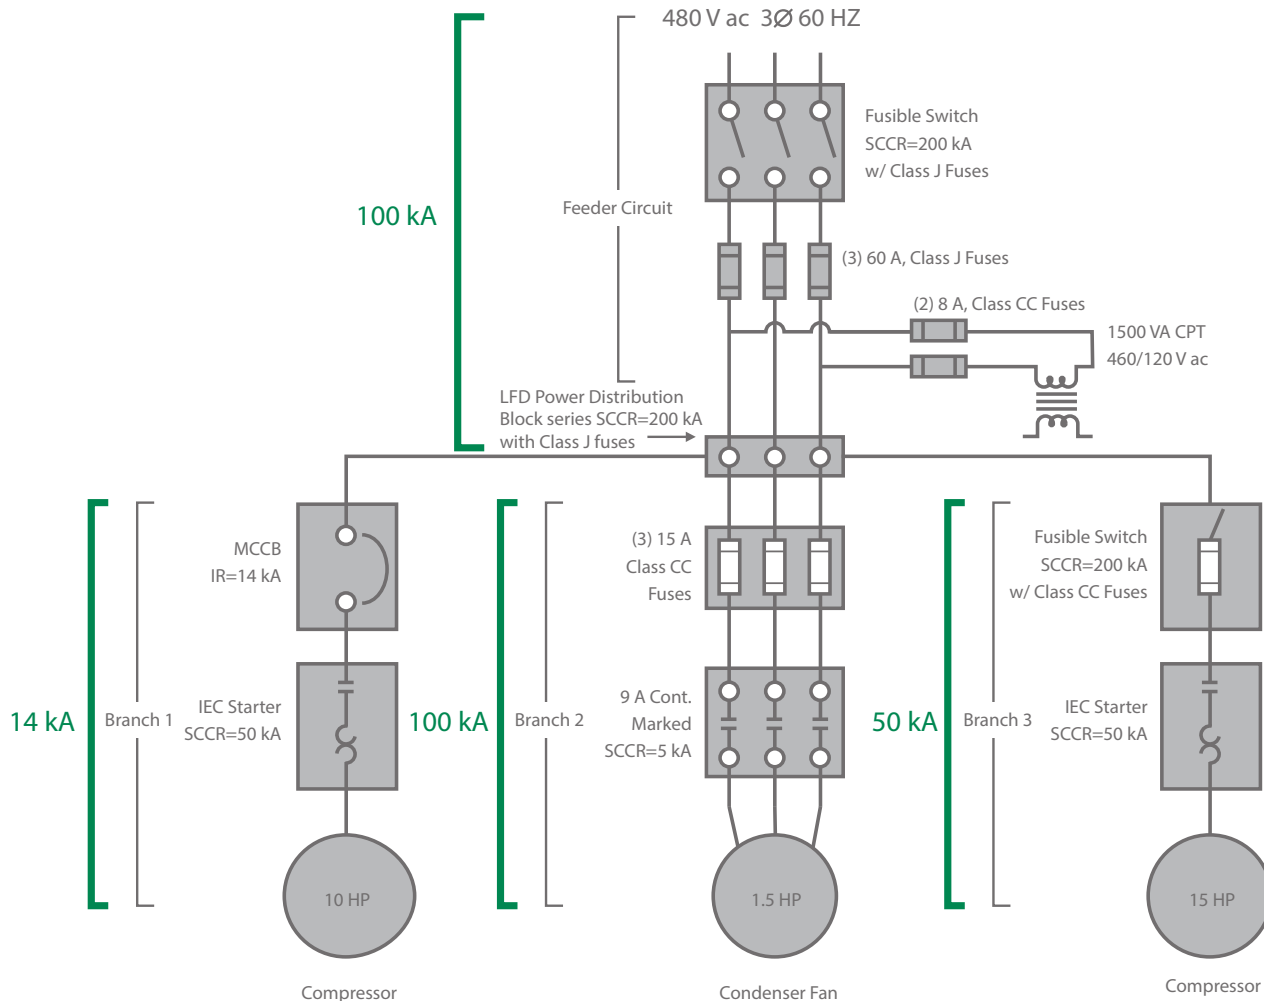 480 V ac 3Ø 60 HZ
Fusible Switch
SCCR=200 kA
w/ Class J Fuses
100 kA
Feeder Circuit
(3) 60 A, Class J Fuses
(2) 8 A, Class CC Fuses
1500 VA CPT
460/120 V ac
LFD Power Distribution
Block series SCCR=200 kA
with Class J fuses
MCCB
IR=14 kA
(3) 15 A
Class CC
Fuses
Fusible Switch
SCCR=200 kA
w/ Class CC Fuses
14 kA
Branch 1
IEC Starter
SCCR=50 kA
100 kA
Branch 2
9 A Cont.
Marked
SCCR=5 kA
50 kA
Branch 3
IEC Starter
SCCR=50 kA
10 HP
1.5 HP
15 HP
Compressor
Condenser Fan
Compressor